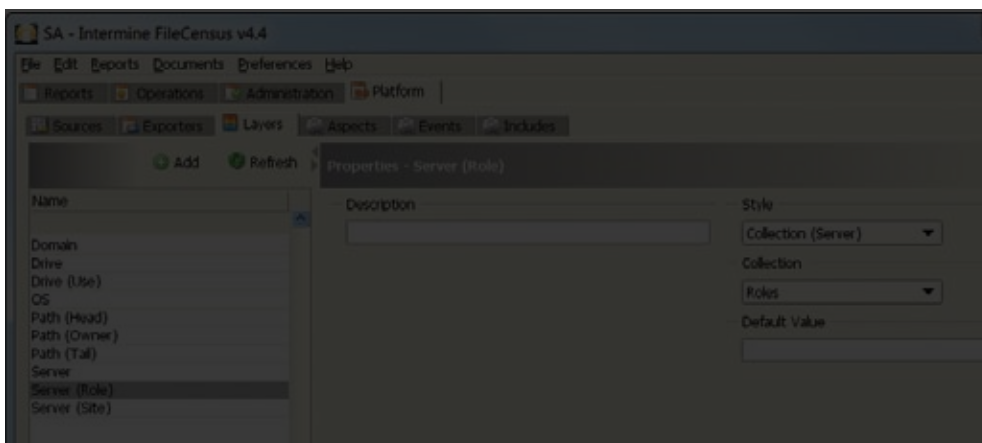 SA - Intermine FileCensus v4.4
File Edit Reports Documents Preferences Help
Reports Operations Administration Platform
Sources Exporters Layers Aspects Events Includes
Add Refresh Properties - Server (Role)
Name
Description
Style
Collection (Server)
Domain
Drive
Collection
Drive (Use)
OS
Roles
Path (Head)
Default Value
Path (Owner)
Path (Tail)
Server
Server (Role)
Server (Site)